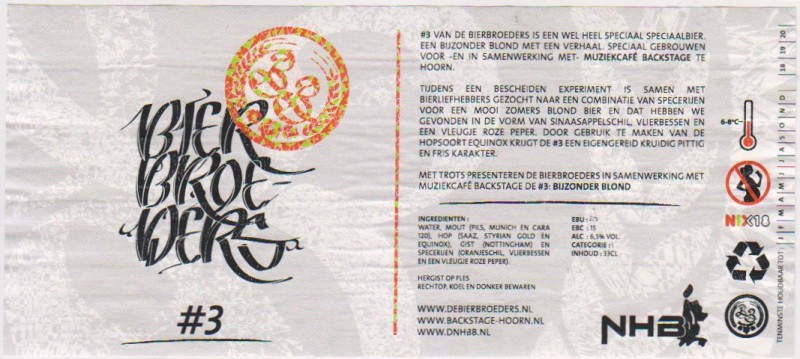 BIER
BROE-
DERS
#3
#3 VAN DE BIERBROEDERS IS EEN WEL HEEL SPECIAAL SPECIAALBIER.
EEN BIJZONDER BLOND MET EEN VERHAAL. SPECIAAL GEBROUWEN
VOOR -EN IN SAMENWERKING MET- MUZIEKCAFÉ BACKSTAGE TE
HOORN.
TIJDENS EEN BESCHEIDEN EXPERIMENT IS SAMEN MET
BIERLIEFHEBBERS GEZOCHT NAAR EEN COMBINATIE VAN SPECERIJEN
VOOR EEN MOOI ZOMERS BLOND BIER EN DAT HEBBEN WE
GEVONDEN IN DE VORM VAN SINAASAPPELSCHIL, VLIERBESSEN EN
EEN VLEUGJE ROZE PEPER. DOOR GEBRUIK TE MAKEN VAN DE
HOPSOORT EQUINOX KRIJGT DE #3 EEN EIGENGEREID KRUIDIG PITTIG
EN FRIS KARAKTER.
MET TROTS PRESENTEREN DE BIERBROEDERS IN SAMENWERKING MET
MUZIEKCAFÉ BACKSTAGE DE #3: BIJZONDER BLOND
INGREDIENTEN :
WATER, MOUT (PILS, MUNICH EN CARA
120), HOP (SAAZ, STYRIAN GOLD EN
EQUINOX), GIST (NOTTINGHAM) EN
SPECERIJEN (ORANJESCHIL, VLIERBESSEN
EN EEN VLEUGJE ROZE PEPER).
HERGIST OP FLES
RECHTOP, KOEL EN DONKER BEWAREN
EBU :
EBC : 15
ALC : 6,5% VOL.
CATEGORIE : I
INHOUD : 33CL
WWW.DEBIERBROEDERS.NL
WWW.BACKSTAGE-HOORN.NL
WWW.DNHB.NL
NHB
6-8°C
NIX18
TENMINSTE HOUDBAAR TOT J F M A M J J A S O N D 18 19 20